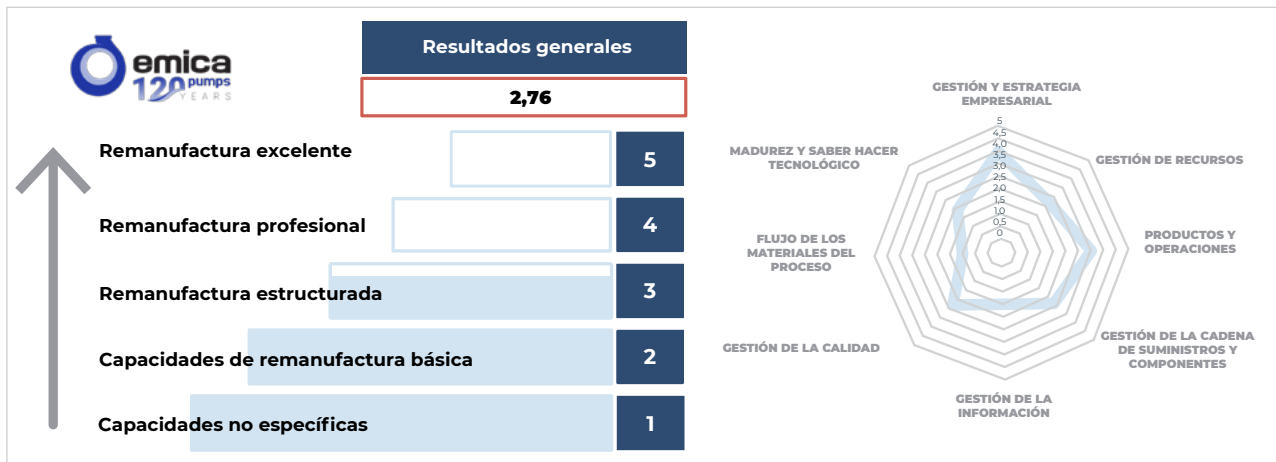 emica
120 pumps
YEARS
Resultados generales
2,76
Remanufactura excelente
5
Remanufactura profesional
4
Remanufactura estructurada
3
Capacidades de remanufactura básica
2
Capacidades no específicas
1
GESTIÓN Y ESTRATEGIA
EMPRESARIAL
5
4,5
4,0
3,5
3,0
2,5
2,0
1,5
1,0
0,5
0
MADUREZ Y SABER HACER
TECNOLÓGICO
GESTIÓN DE RECURSOS
FLUJO DE LOS
MATERIALES DEL
PROCESO
PRODUCTOS Y
OPERACIONES
GESTIÓN DE LA CALIDAD
GESTIÓN DE LA CADENA
DE SUMINISTROS Y
COMPONENTES
GESTIÓN DE LA
INFORMACIÓN